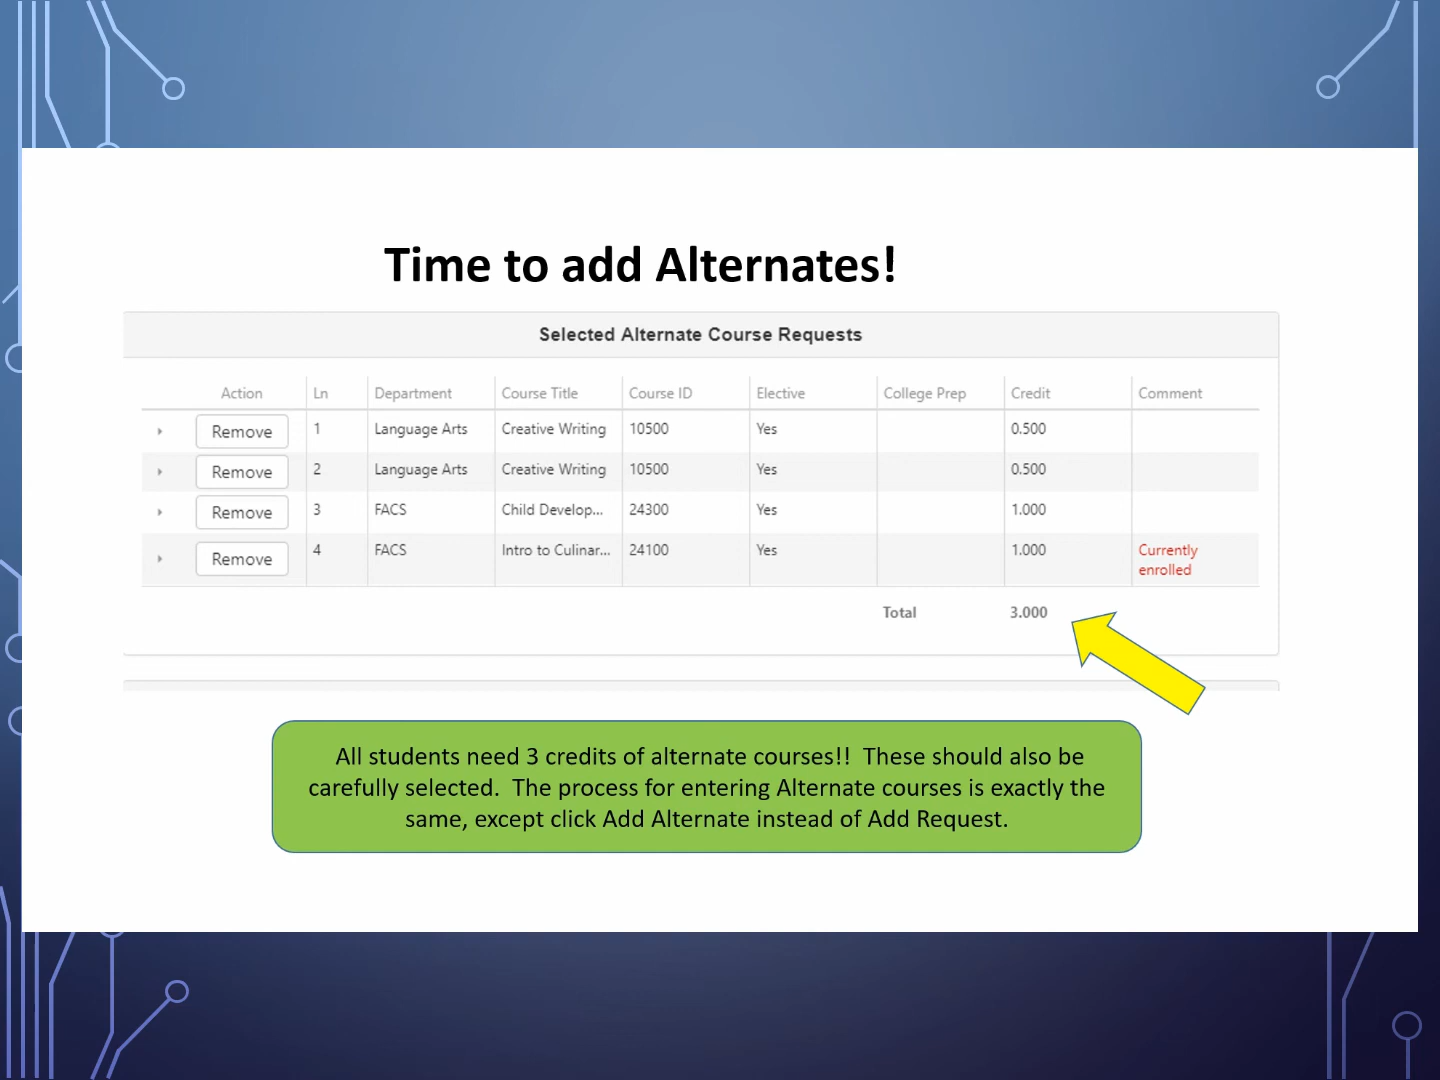 Time to add Alternates!
Selected Alternate Course Requests
Action Ln Department Course Title Course ID Elective College Prep Credit Comment
Remove 1 Language Arts Creative Writing 10500 Yes 0.500
Remove 2 Language Arts Creative Writing 10500 Yes 0.500
Remove 3 FACS Child Develop... 24300 Yes 1.000
Remove 4 FACS Intro to Culinar... 24100 Yes 1.000 Currently
enrolled
Total 3.000
All students need 3 credits of alternate courses!! These should also be
carefully selected. The process for entering Alternate courses is exactly the
same, except click Add Alternate instead of Add Request.